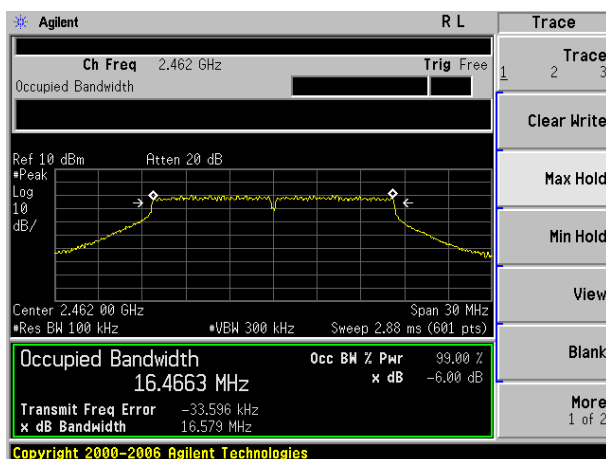 Agilent R L Trace
Ch Freq 2.462 GHz Trig Free
Occupied Bandwidth
Trace
1 2 3
Clear Write
Max Hold
Min Hold
View
Blank
More
1 of 2
Ref 10 dBm Atten 20 dB
#Peak
Log
10
dB/
Center 2.462 00 GHz Span 30 MHz
#Res BW 100 kHz #VBW 300 kHz Sweep 2.88 ms (601 pts)
Occupied Bandwidth Occ BW % Pwr 99.00 %
16.4663 MHz x dB -6.00 dB
Transmit Freq Error -33.596 kHz
x dB Bandwidth 16.579 MHz
Copyright 2000-2006 Agilent Technologies